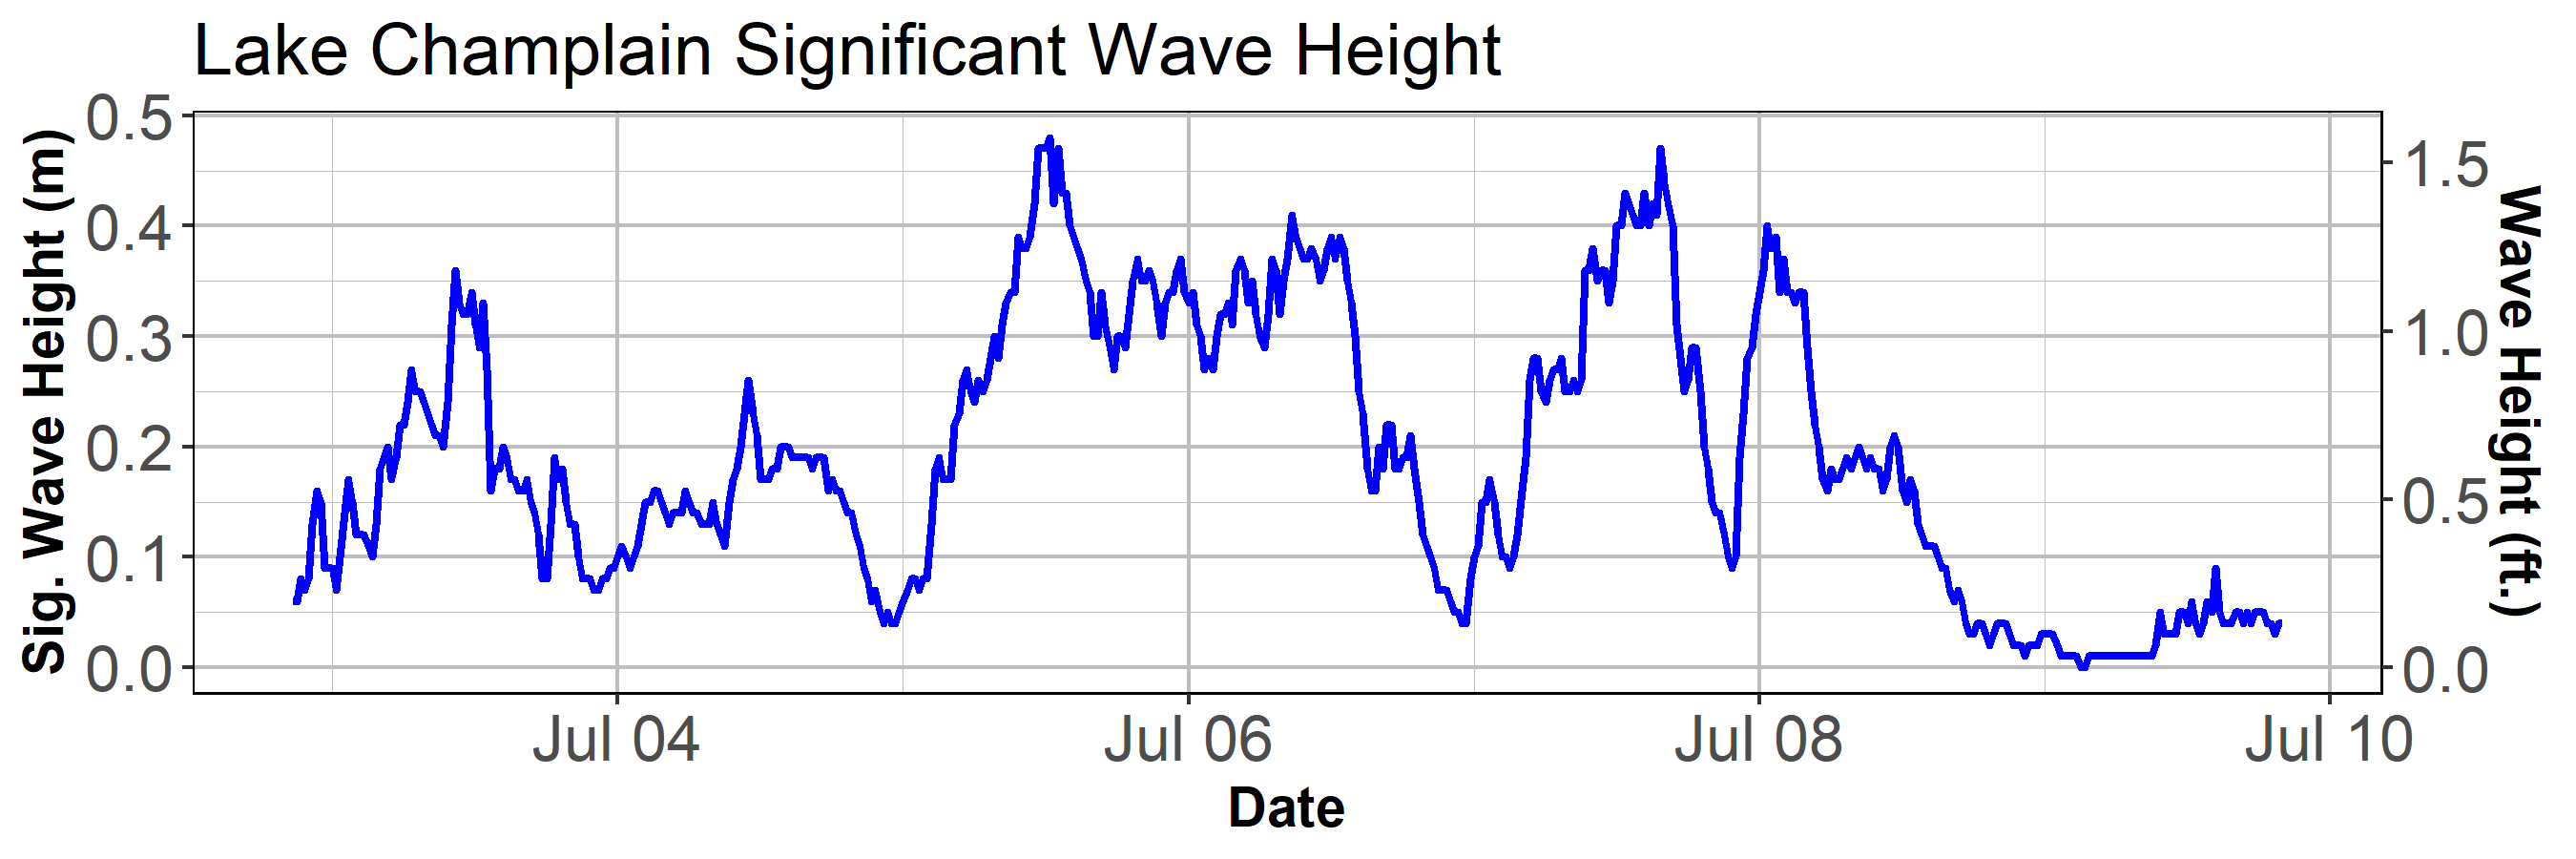 Lake Champlain Significant Wave Height
Sig. Wave Height (m)
0.5
0.4
0.3
0.2
0.1
0.0
1.5
1.0
0.5
0.0
Wave Height (ft.)
Jul 04 Jul 06 Jul 08 Jul 10
Date